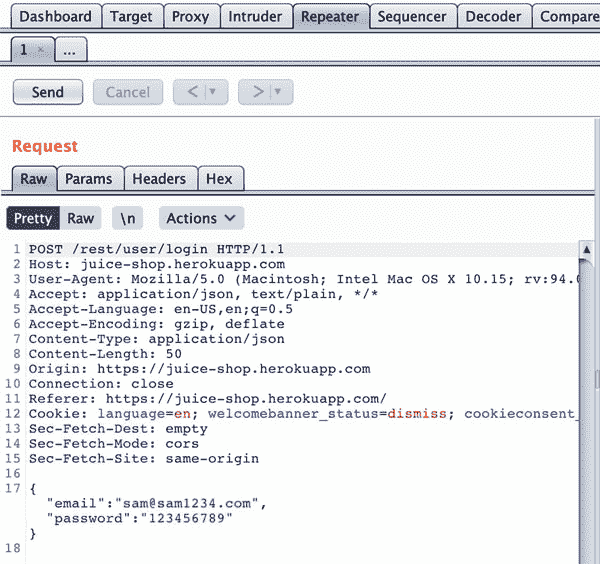 Dashboard Target Proxy Intruder Repeater Sequencer Decoder Compare
1 × ...
Send Cancel < >
Request
Raw Params Headers Hex
Pretty Raw \n Actions
1 POST /rest/user/login HTTP/1.1
2 Host: juice-shop.herokuapp.com
3 User-Agent: Mozilla/5.0 (Macintosh; Intel Mac OS X 10.15; rv:94.0
4 Accept: application/json, text/plain, */*
5 Accept-Language: en-US,en;q=0.5
6 Accept-Encoding: gzip, deflate
7 Content-Type: application/json
8 Content-Length: 50
9 Origin: https://juice-shop.herokuapp.com
10 Connection: close
11 Referer: https://juice-shop.herokuapp.com/
12 Cookie: language=en; welcomebanner_status=dismiss; cookieconsent_
13 Sec-Fetch-Dest: empty
14 Sec-Fetch-Mode: cors
15 Sec-Fetch-Site: same-origin
16
17 {
"email":"sam@sam1234.com",
"password":"123456789"
}
18